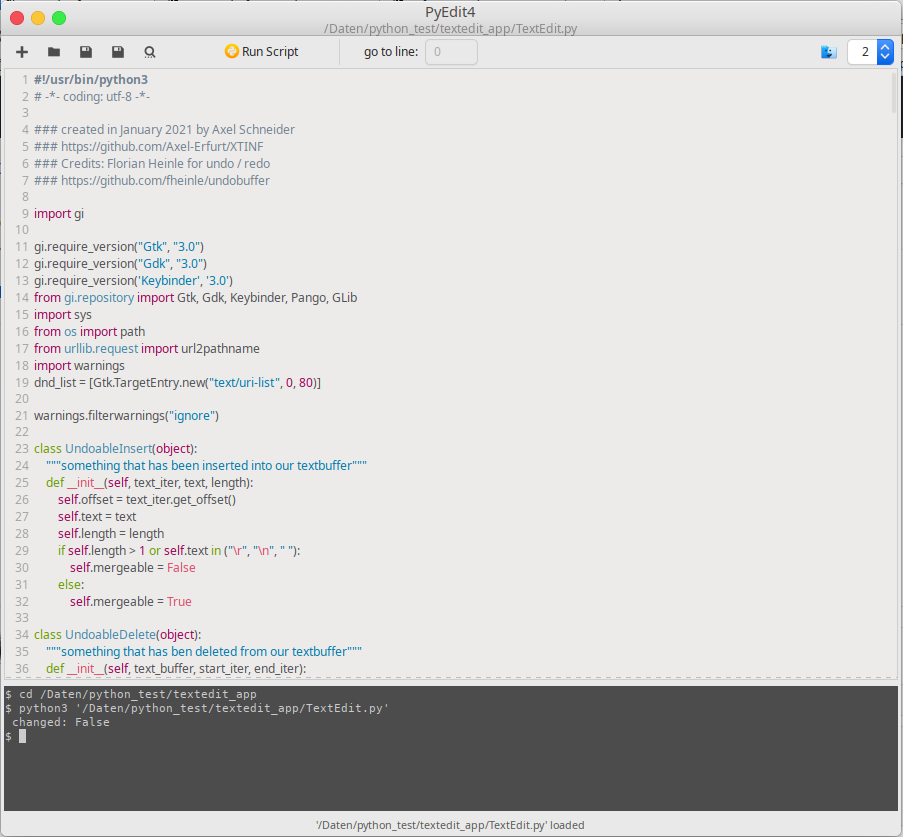 PyEdit4
/Daten/python_test/textedit_app/TextEdit.py
Run Script go to line: 0 2
1 #!/usr/bin/python3
2 # -*- coding: utf-8 -*-
3
4 ### created in January 2021 by Axel Schneider
5 ### https://github.com/Axel-Erfurt/XTINF
6 ### Credits: Florian Heinle for undo / redo
7 ### https://github.com/fheinle/undobuffer
8
9 import gi
10
11 gi.require_version("Gtk", "3.0")
12 gi.require_version("Gdk", "3.0")
13 gi.require_version('Keybinder', '3.0')
14 from gi.repository import Gtk, Gdk, Keybinder, Pango, GLib
15 import sys
16 from os import path
17 from urllib.request import url2pathname
18 import warnings
19 dnd_list = [Gtk.TargetEntry.new("text/uri-list", 0, 80)]
20
21 warnings.filterwarnings("ignore")
22
23 class UndoableInsert(object):
24     """something that has been inserted into our textbuffer"""
25     def __init__(self, text_iter, text, length):
26         self.offset = text_iter.get_offset()
27         self.text = text
28         self.length = length
29         if self.length > 1 or self.text in ("\r", "\n", " "):
30             self.mergeable = False
31         else:
32             self.mergeable = True
33
34 class UndoableDelete(object):
35     """something that has ben deleted from our textbuffer"""
36     def __init__(self, text_buffer, start_iter, end_iter):
$ cd /Daten/python_test/textedit_app
$ python3 '/Daten/python_test/textedit_app/TextEdit.py'
 changed: False
$
'/Daten/python_test/textedit_app/TextEdit.py' loaded